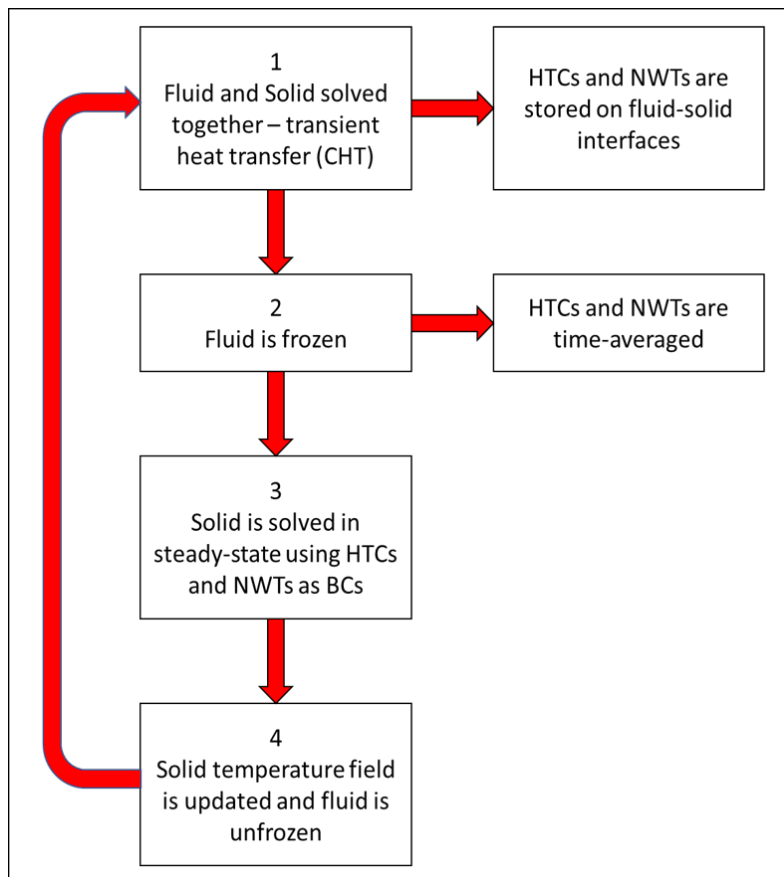 1
Fluid and Solid solved
together – transient
heat transfer (CHT)
HTCs and NWTs are
stored on fluid-solid
interfaces
2
Fluid is frozen
HTCs and NWTs are
time-averaged
3
Solid is solved in
steady-state using HTCs
and NWTs as BCs
4
Solid temperature field
is updated and fluid is
unfrozen